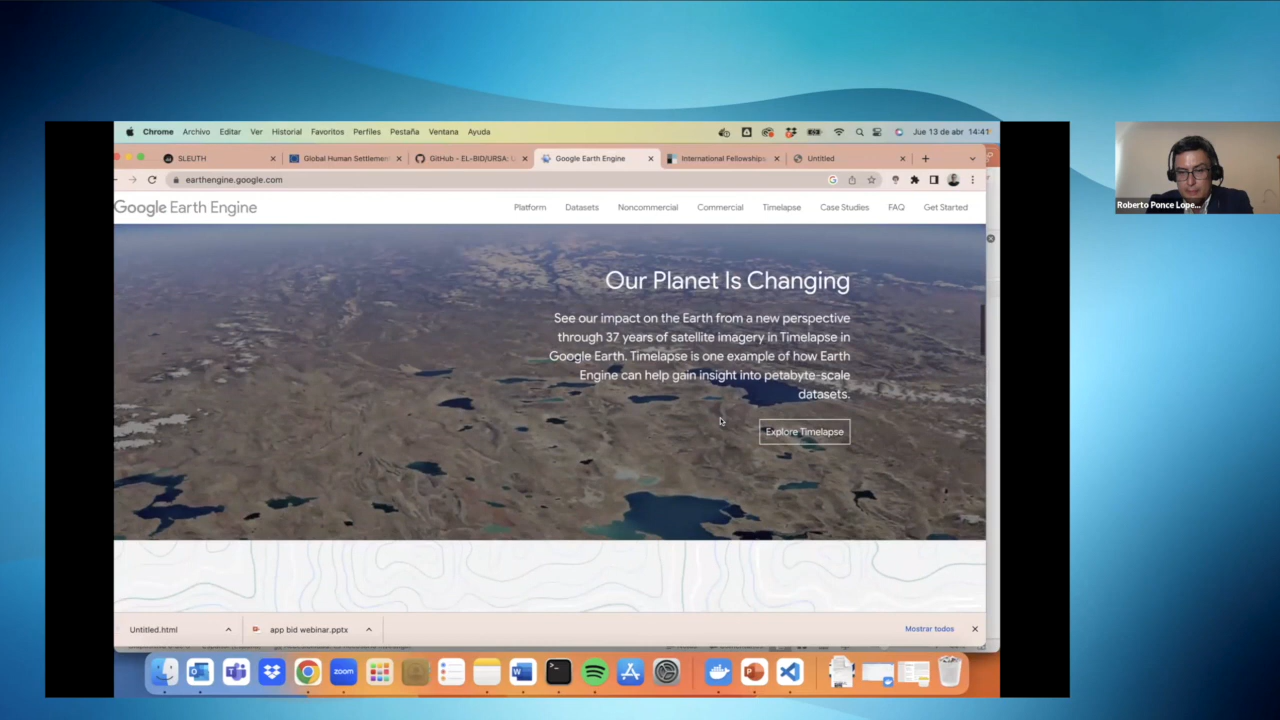 Chrome Archivo Editar Ver Historial Favoritos Perfiles Pestaña Ventana Ayuda Jue 13 de abr 14:41
SLEUTH Global Human Settlemen GitHub - EL-BID/URSA: U Google Earth Engine International Fellowships Untitled
earthengine.google.com
Google Earth Engine Platform Datasets Noncommercial Commercial Timelapse Case Studies FAQ Get Started
Roberto Ponce Lope...
Our Planet Is Changing
See our impact on the Earth from a new perspective
through 37 years of satellite imagery in Timelapse in
Google Earth. Timelapse is one example of how Earth
Engine can help gain insight into petabyte-scale
datasets.
Explore Timelapse
Untitled.html app bid webinar.pptx Mostrar todos
zoom